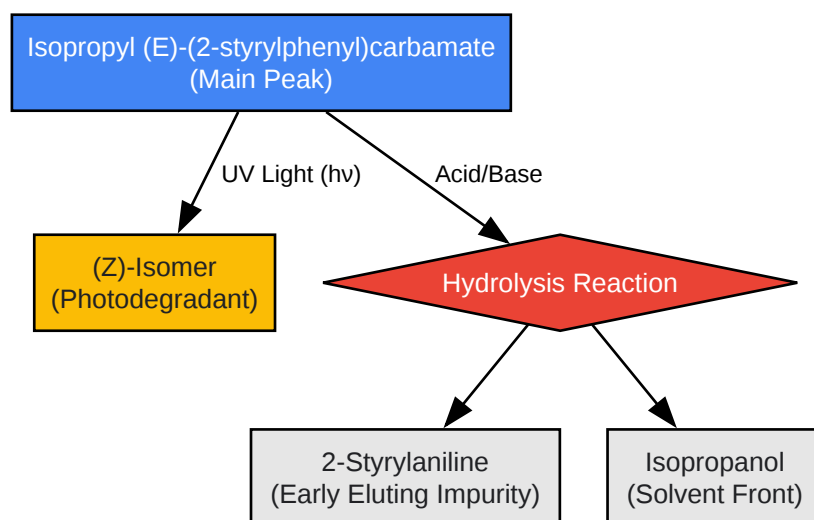 Isopropyl (E)-(2-styrylphenyl)carbamate
(Main Peak)
UV Light (hν)
Acid/Base
(Z)-Isomer
(Photodegradant)
Hydrolysis Reaction
2-Styrylaniline
(Early Eluting Impurity)
Isopropanol
(Solvent Front)